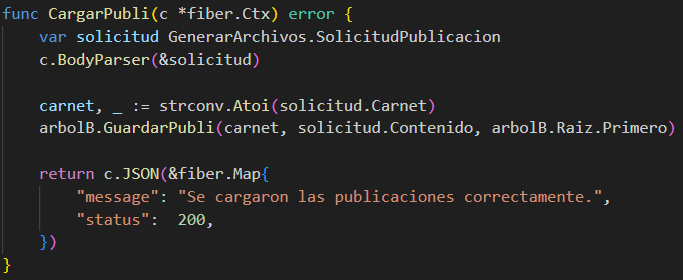 func CargarPubli(c *fiber.Ctx) error {
    var solicitud GenerarArchivos.SolicitudPublicacion
    c.BodyParser(&solicitud)

    carnet, _ := strconv.Atoi(solicitud.Carnet)
    arbolB.GuardarPubli(carnet, solicitud.Contenido, arbolB.Raiz.Primero)

    return c.JSON(&fiber.Map{
        "message": "Se cargaron las publicaciones correctamente.",
        "status":  200,
    })
}